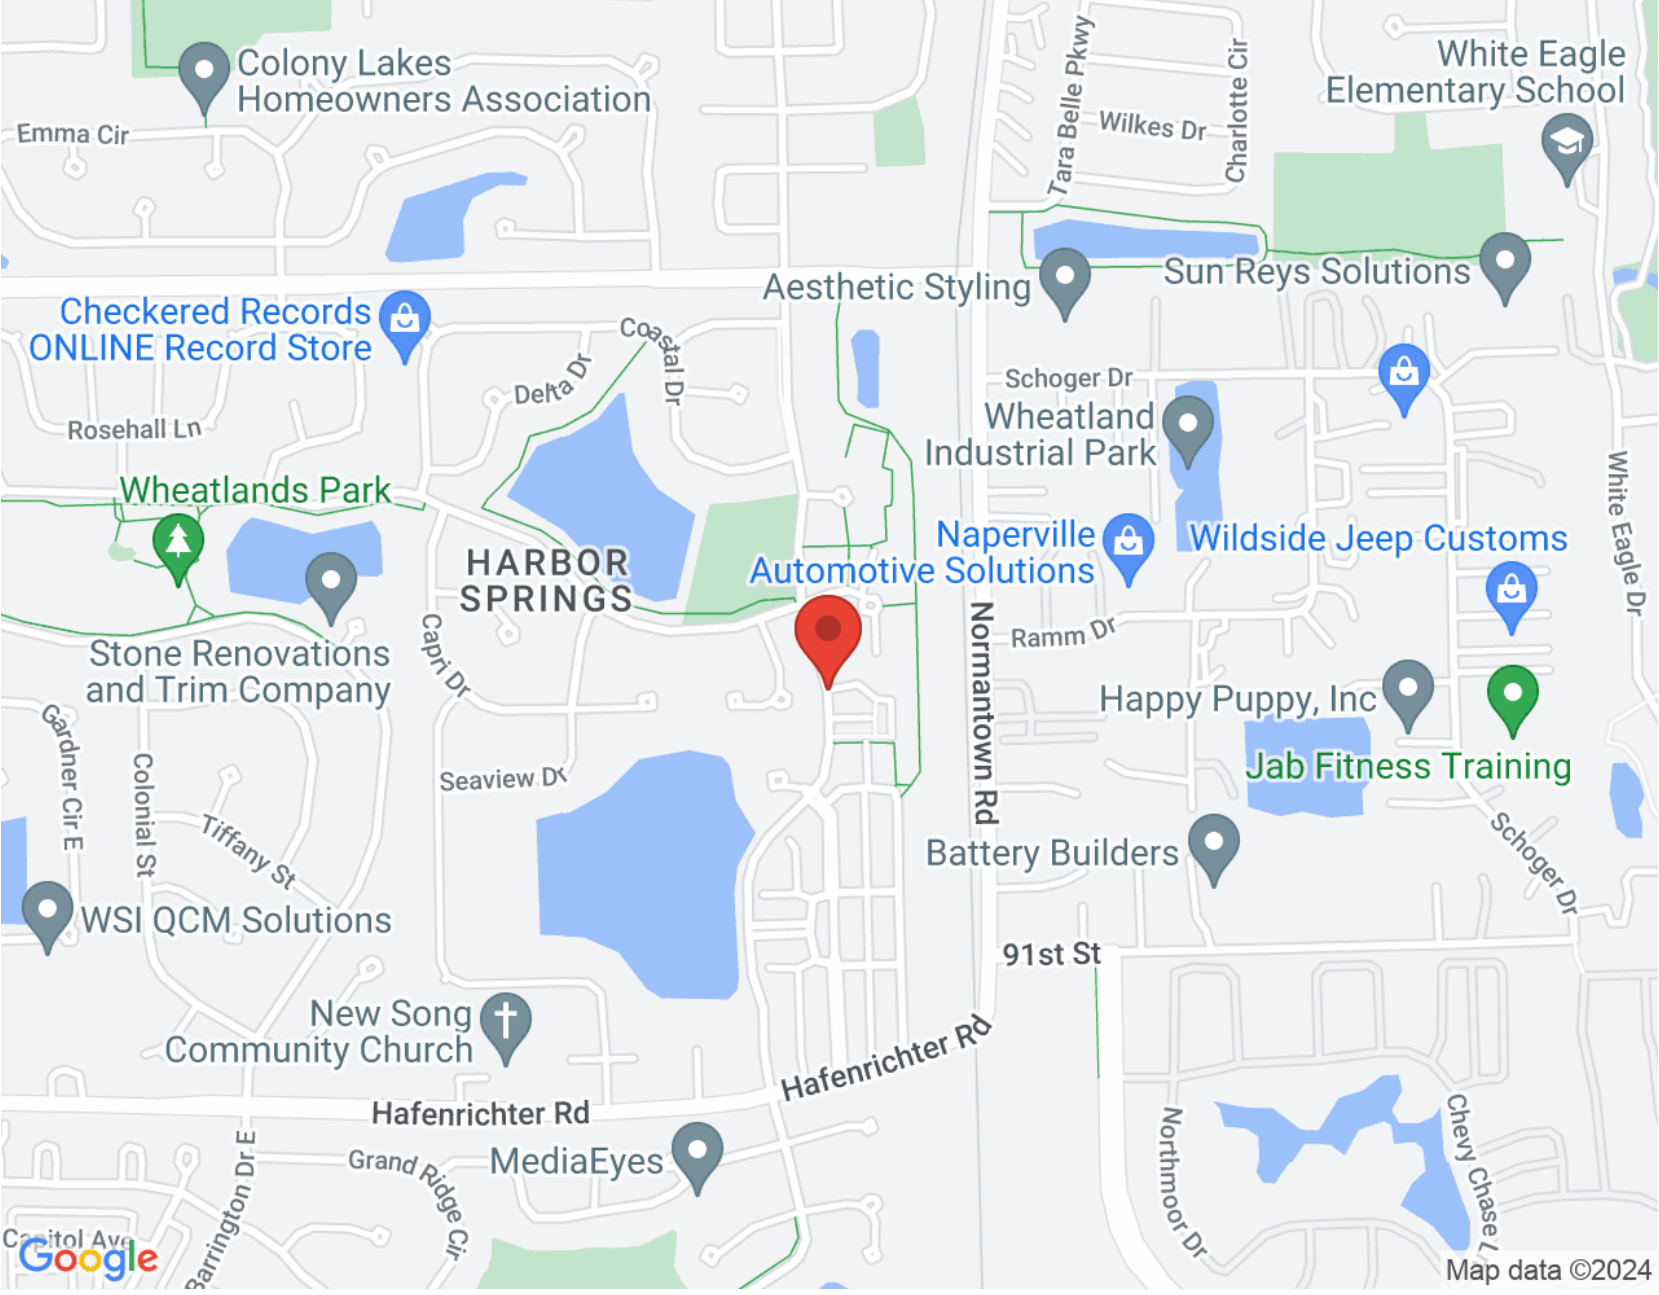 White Eagle
Elementary School
Colony Lakes
Homeowners Association
Tara Belle Pkwy
Charlotte Cir
Wilkes Dr
Emma Cir
Aesthetic Styling
Sun Reys Solutions
Checkered Records
ONLINE Record Store
Coastal Dr
Delta Dr
Schoger Dr
Rosehall Ln
Wheatland
Industrial Park
White Eagle Dr
Wheatlands Park
Naperville
Automotive Solutions
Wildside Jeep Customs
HARBOR
SPRINGS
Normantown Rd
Ramm Dr
Capri Dr
Stone Renovations
and Trim Company
Happy Puppy, Inc
Gardner Cir E
Colonial St
Seaview Dr
Jab Fitness Training
Tiffany St
Battery Builders
Schoger Dr
WSI QCM Solutions
91st St
New Song
Community Church
Hafenrichter Rd
Hafenrichter Rd
Northmoor Dr
Chevy Chase L
Grand Ridge Cir
MediaEyes
Barrington Dr E
Capitol Ave
Google
Map data ©2024